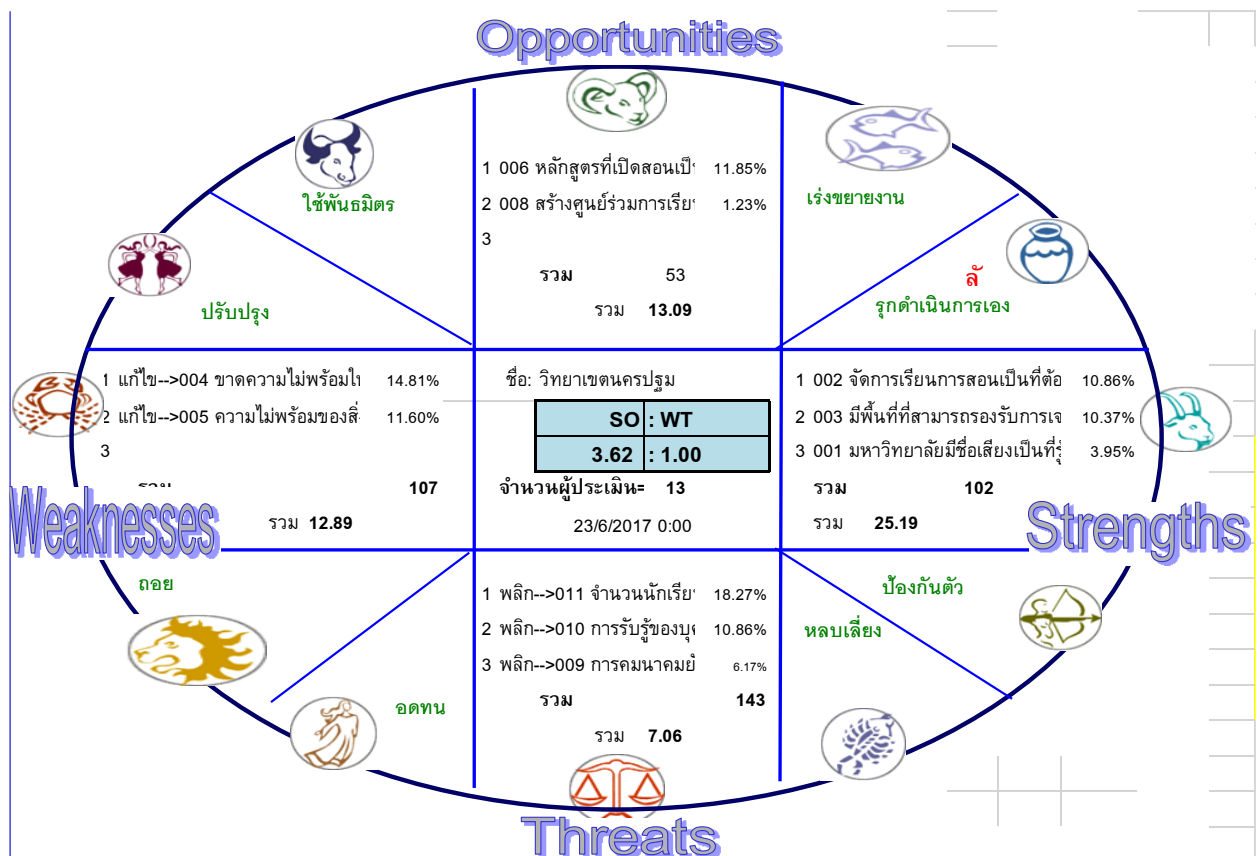 Opportunities
1 006 หลักสูตรที่เปิดสอนเป็ 11.85%
2 008 สร้างศูนย์ร่วมการเรีย 1.23%
3
รวม 53
รวม 13.09
ใช้พันธมิตร
เร่งขยายงาน
ลั
ปรับปรุง
รุกดำเนินการเอง
1 แก้ไข-->004 ขาดความไม่พร้อมใ 14.81%
2 แก้ไข-->005 ความไม่พร้อมของสิ่ 11.60%
3
รวม 107
รวม 12.89
Weaknesses
ชื่อ: วิทยาเขตนครปฐม
SO : WT
3.62 : 1.00
จำนวนผู้ประเมิน= 13
23/6/2017 0:00
1 002 จัดการเรียนการสอนเป็นที่ต้อ 10.86%
2 003 มีพื้นที่ที่สามารถรองรับการเจ 10.37%
3 001 มหาวิทยาลัยมีชื่อเสียงเป็นที่รู้ 3.95%
รวม 102
รวม 25.19
Strengths
ถอย
ป้องกันตัว
หลบเลี่ยง
อดทน
1 พลิก-->011 จำนวนนักเรีย 18.27%
2 พลิก-->010 การรับรู้ของบุค 10.86%
3 พลิก-->009 การคมนาคมยั 6.17%
รวม 143
รวม 7.06
Threats